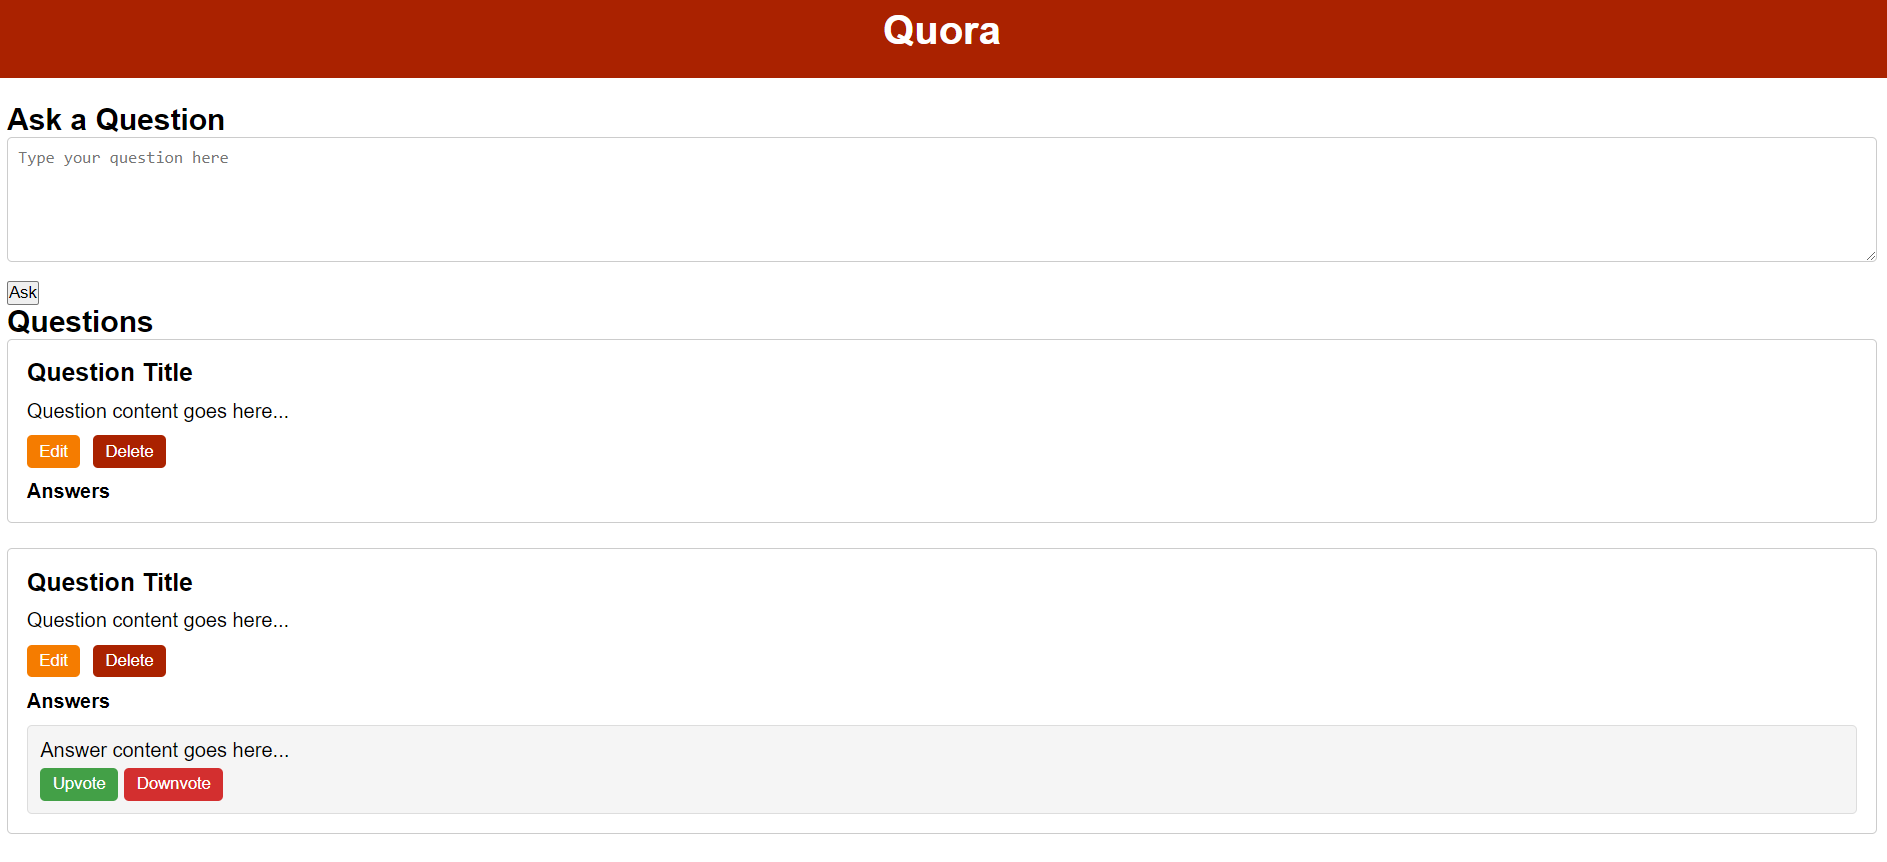 Quora
Ask a Question
Type your question here
Ask
Questions
Question Title
Question content goes here...
Edit Delete
Answers
Question Title
Question content goes here...
Edit Delete
Answers
Answer content goes here...
Upvote Downvote